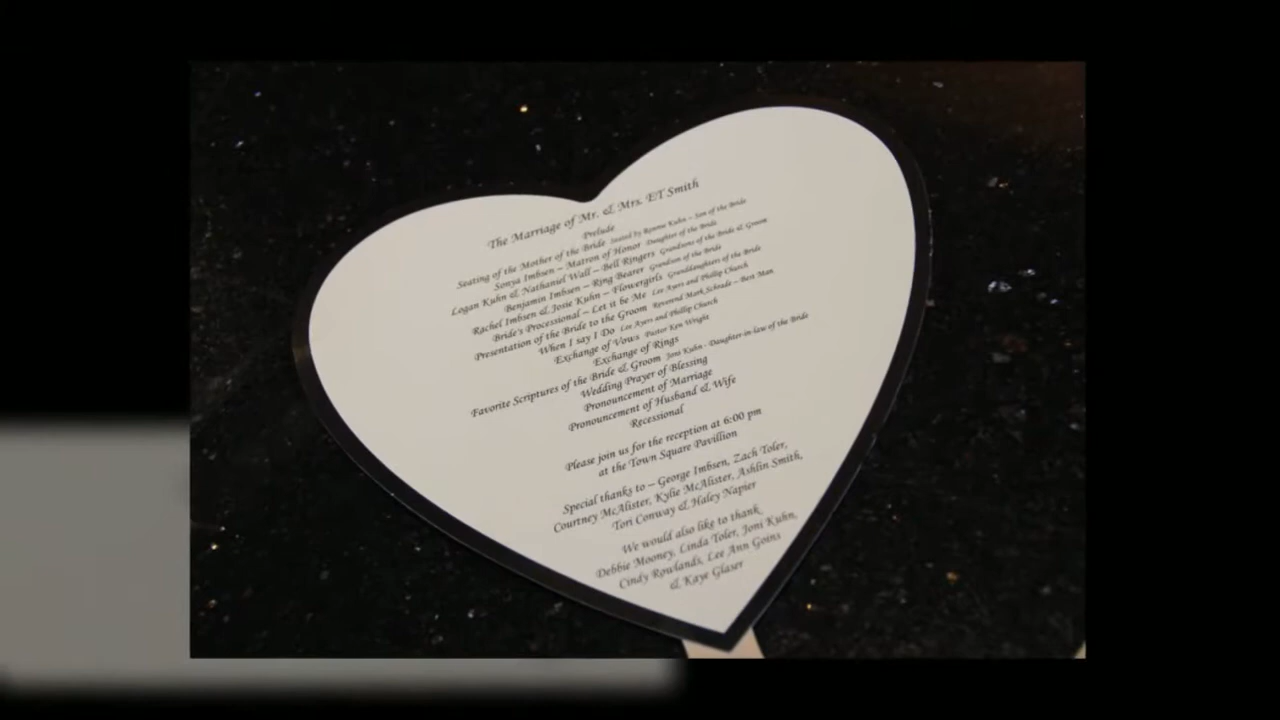 The Marriage of Mr. & Mrs. ET Smith
Prelude
Seating of the Mother of the Bride Seated by Ronnie Kuhn – Son of the Bride
Sonya Imbsen – Matron of Honor Daughter of the Bride
Logan Kuhn & Nathaniel Wall – Bell Ringers Grandsons of the Bride & Groom
Benjamin Imbsen – Ring Bearer Grandson of the Bride
Rachel Imbsen & Josie Kuhn – Flowergirls Granddaughters of the Bride
Bride's Processional – Let it be Me Lee Ayers and Phillip Church
Presentation of the Bride to the Groom Reverend Mark Schrade – Best Man
When I say I Do Lee Ayers and Phillip Church
Exchange of Vows Pastor Ken Wright
Exchange of Rings
Favorite Scriptures of the Bride & Groom Joni Kuhn - Daughter-in-law of the Bride
Wedding Prayer of Blessing
Pronouncement of Marriage
Pronouncement of Husband & Wife
Recessional
Please join us for the reception at 6:00 pm
at the Town Square Pavillion
Special thanks to – George Imbsen, Zach Toler,
Courtney McAlister, Kylie McAlister, Ashlin Smith,
Tori Conway & Haley Napier
We would also like to thank
Debbie Mooney, Linda Toler, Joni Kuhn,
Cindy Rowlands, Lee Ann Goins
& Kaye Glaser